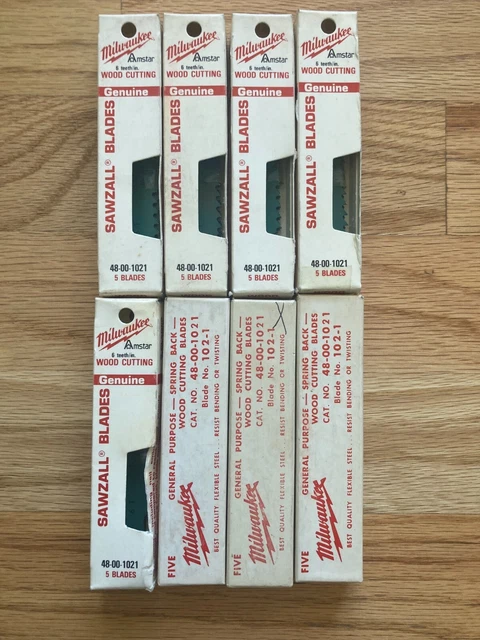 Milwaukee
Amstar
6 teeth/in.
WOOD CUTTING
Genuine
SAWZALL® BLADES
48-00-1021
5 BLADES
Milwaukee
Amstar
6 teeth/in.
WOOD CUTTING
Genuine
SAWZALL® BLADES
48-00-1021
5 BLADES
Milwaukee
Amstar
6 teeth/in.
WOOD CUTTING
Genuine
SAWZALL® BLADES
48-00-1021
5 BLADES
Milwaukee
Amstar
6 teeth/in.
WOOD CUTTING
Genuine
SAWZALL® BLADES
48-00-1021
5 BLADES
Milwaukee
Amstar
6 teeth/in.
WOOD CUTTING
Genuine
SAWZALL® BLADES
48-00-1021
5 BLADES
FIVE
GENERAL PURPOSE — SPRING BACK —
WOOD CUTTING BLADES
CAT. NO. 48-00-1021
Blade No. 102-1
Milwaukee
BEST QUALITY FLEXIBLE STEEL ... RESIST BENDING OR TWISTING
FIVE
GENERAL PURPOSE — SPRING BACK —
WOOD CUTTING BLADES
CAT. NO. 48-00-1021
Blade No. 102-1
Milwaukee
BEST QUALITY FLEXIBLE STEEL ... RESIST BENDING OR TWISTING
FIVE
GENERAL PURPOSE — SPRING BACK —
WOOD CUTTING BLADES
CAT. NO. 48-00-1021
Blade No. 102-1
Milwaukee
BEST QUALITY FLEXIBLE STEEL ... RESIST BENDING OR TWISTING